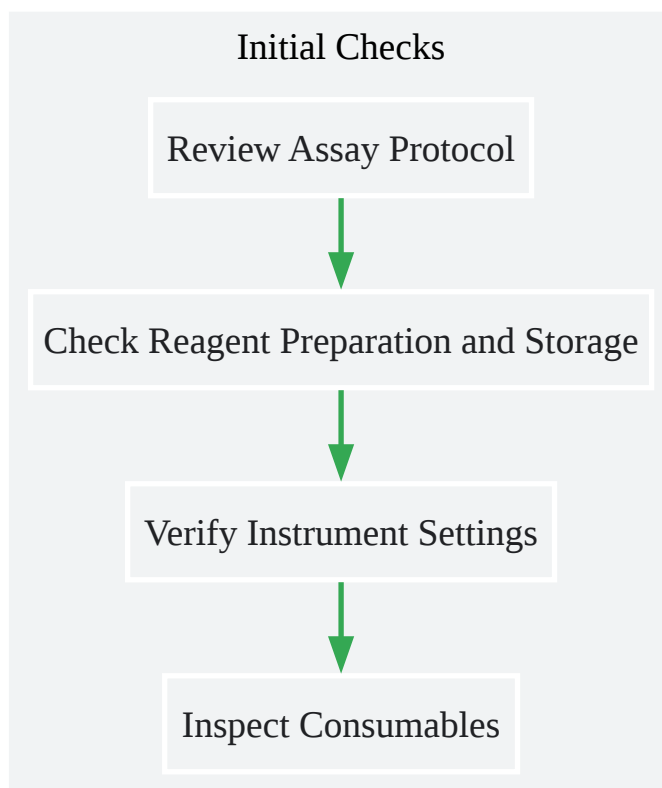 Initial Checks
Review Assay Protocol
Check Reagent Preparation and Storage
Verify Instrument Settings
Inspect Consumables